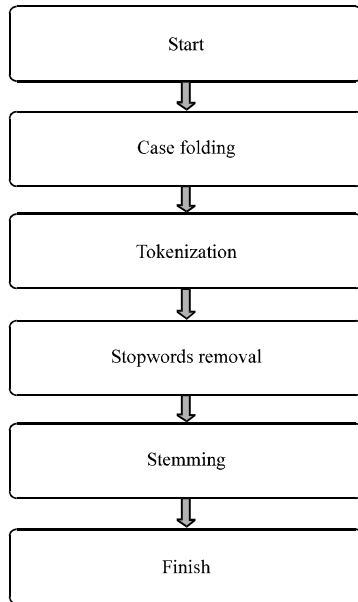 Start
Case folding
Tokenization
Stopwords removal
Stemming
Finish